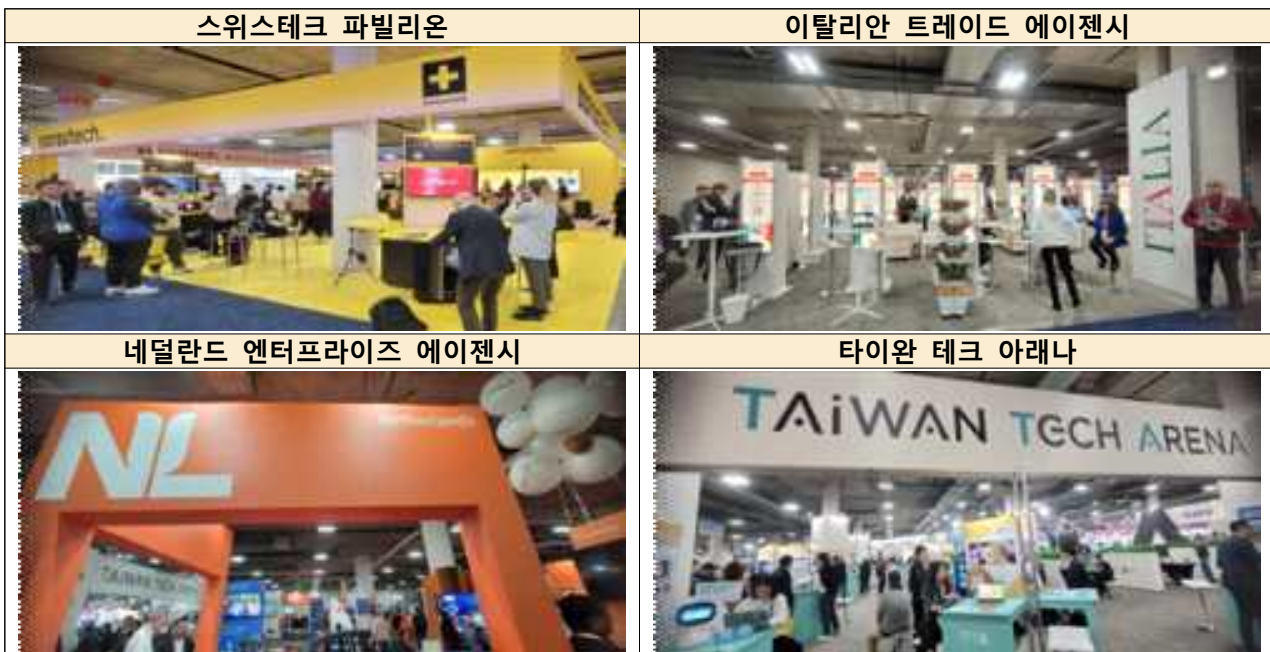 스위스테크 파빌리온
이탈리안 트레이드 에이젠시
ITALIA
네덜란드 엔터프라이즈 에이젠시
타이완 테크 아래나
NL
TAiWAN TECH ARENA
TAIWAN TECH